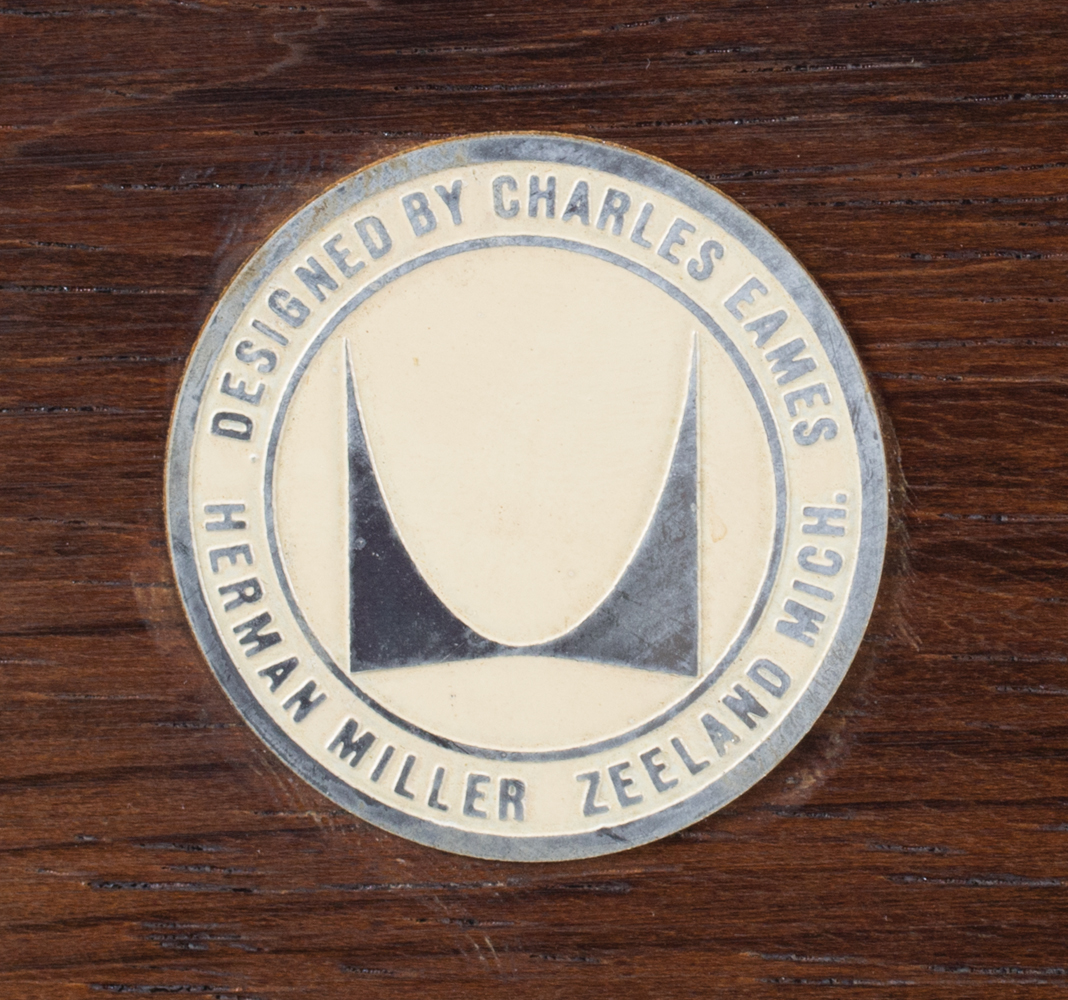 DESIGNED BY CHARLES EAMES
HERMAN MILLER ZEELAND MICH.